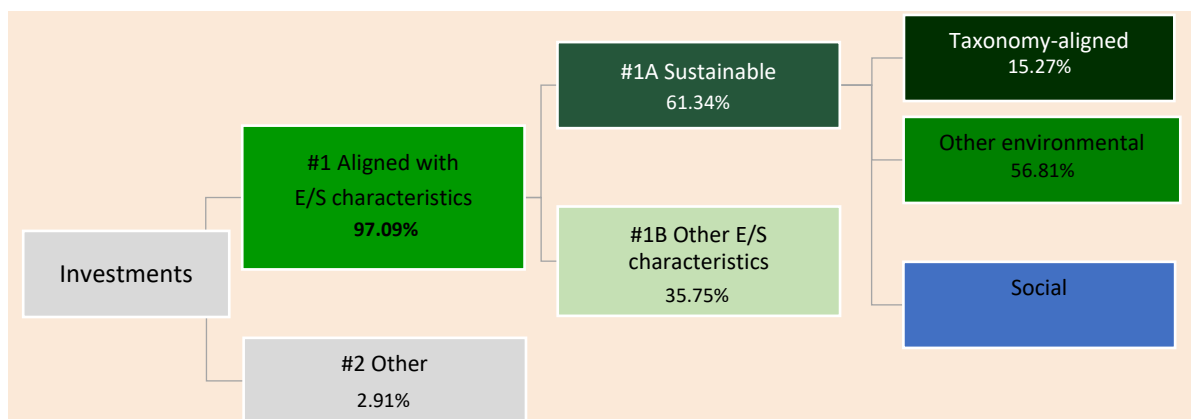 Investments
#1 Aligned with
E/S characteristics
97.09%
#2 Other
2.91%
#1A Sustainable
61.34%
#1B Other E/S
characteristics
35.75%
Taxonomy-aligned
15.27%
Other environmental
56.81%
Social